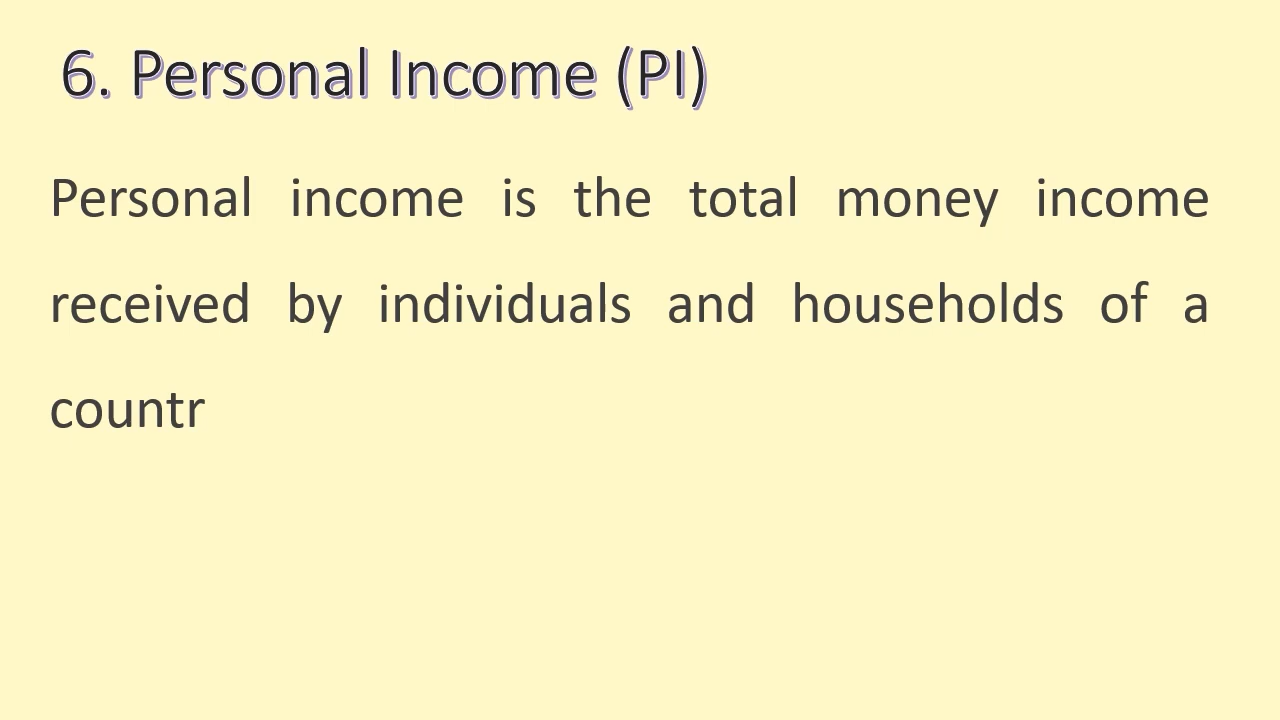 6. Personal Income (PI)
Personal income is the total money income
received by individuals and households of a
countr